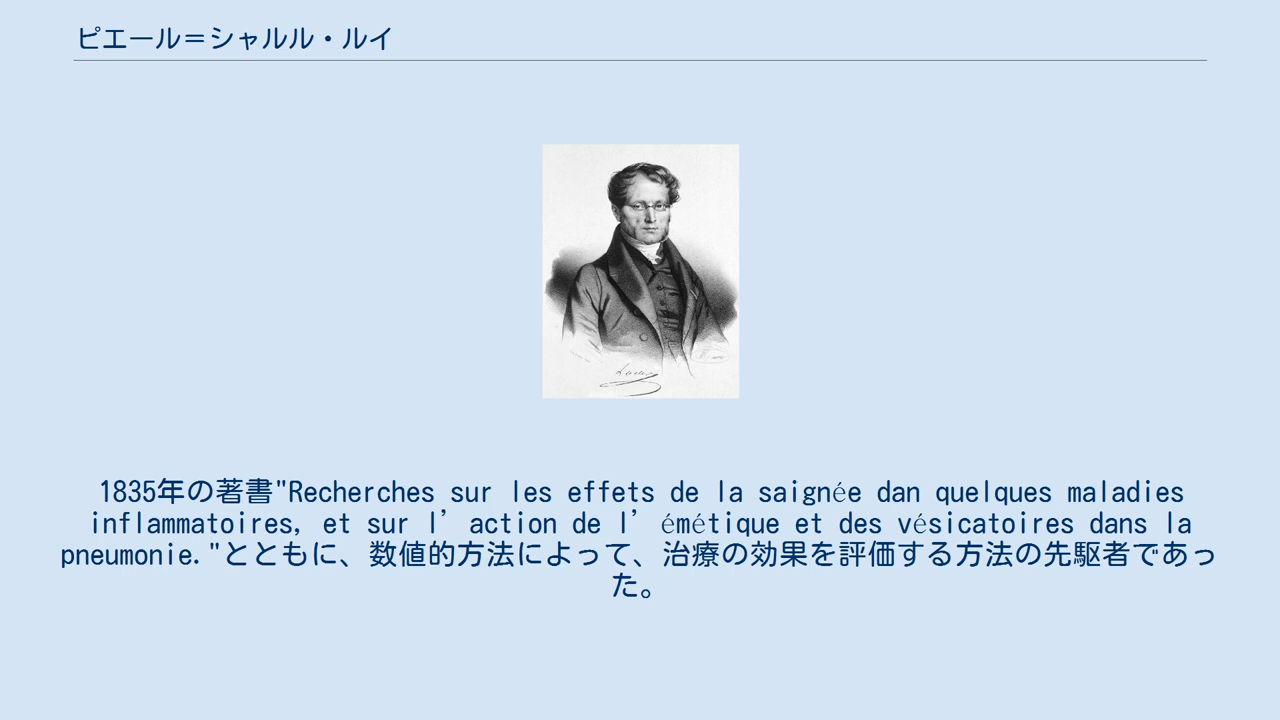 ピエール＝シャルル・ルイ
1835年の著書"Recherches sur les effets de la saignée dan quelques maladies
inflammatoires, et sur l’action de l’émétique et des vésicatoires dans la
pneumonie."とともに、数値的方法によって、治療の効果を評価する方法の先駆者であっ
た。